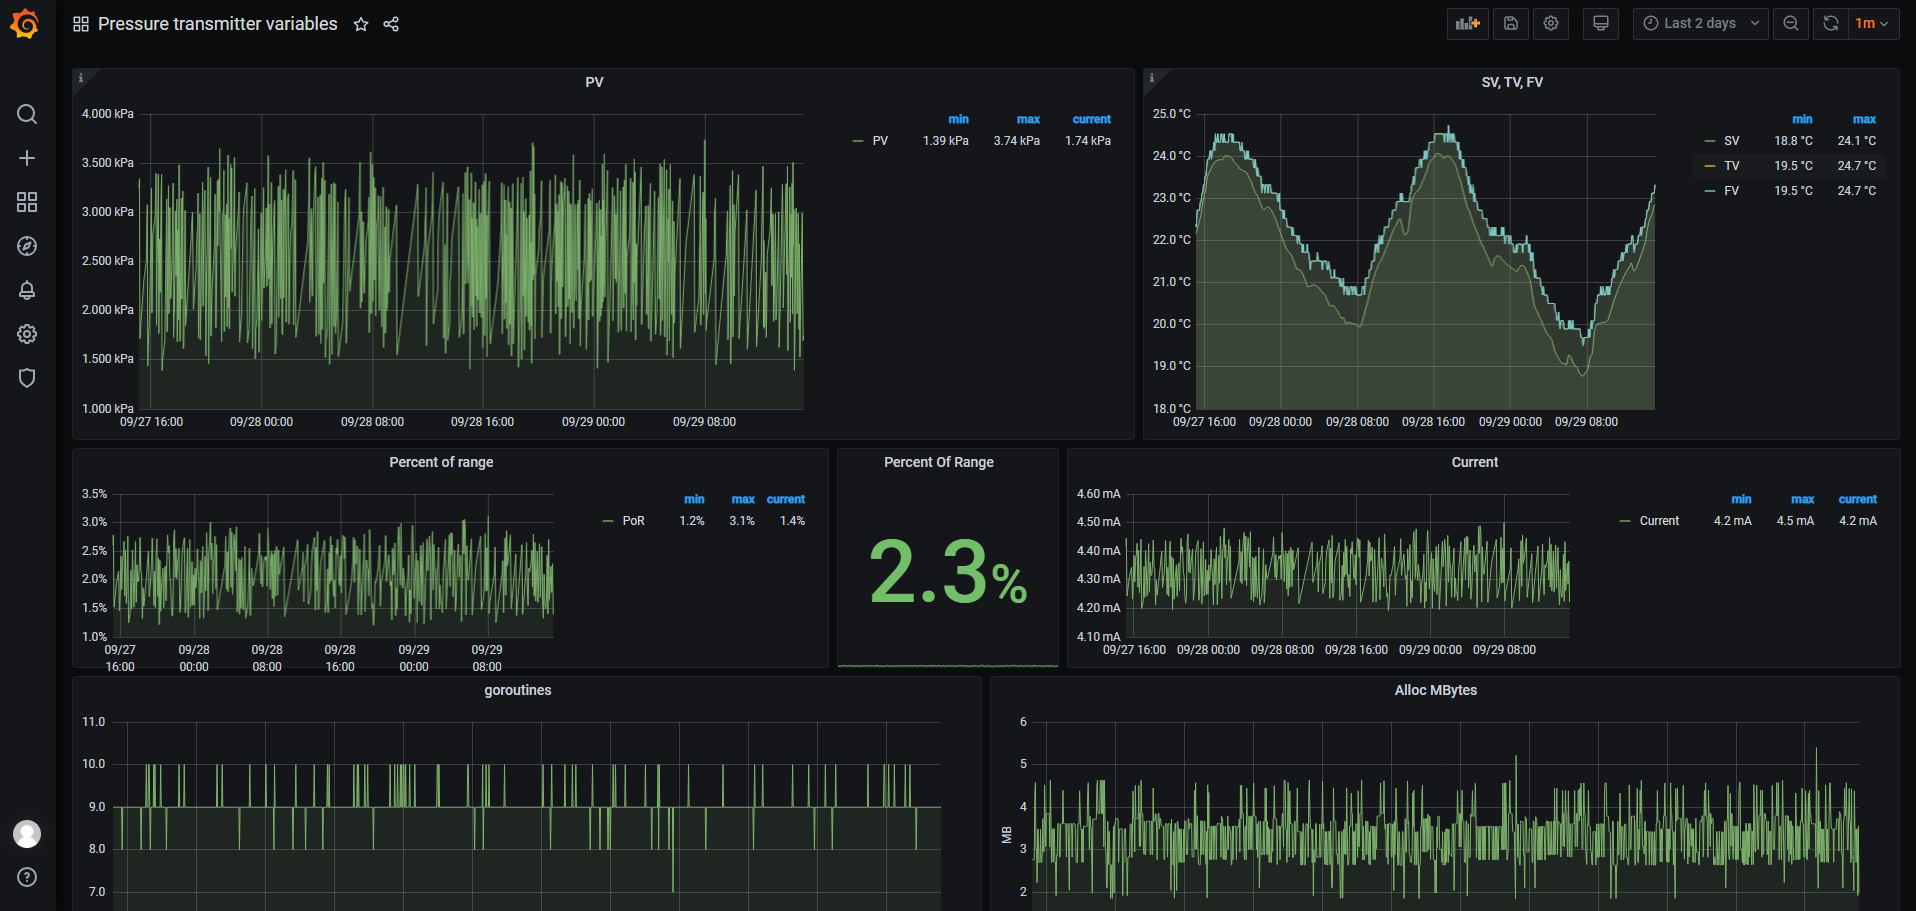 Pressure transmitter variables
Last 2 days
1m
PV
4.000 kPa
3.500 kPa
3.000 kPa
2.500 kPa
2.000 kPa
1.500 kPa
1.000 kPa
09/27 16:00 09/28 00:00 09/28 08:00 09/28 16:00 09/29 00:00 09/29 08:00
min max current
PV 1.39 kPa 3.74 kPa 1.74 kPa
SV, TV, FV
25.0 °C
24.0 °C
23.0 °C
22.0 °C
21.0 °C
20.0 °C
19.0 °C
18.0 °C
09/27 16:00 09/28 00:00 09/28 08:00 09/28 16:00 09/29 00:00 09/29 08:00
min max
SV 18.8 °C 24.1 °C
TV 19.5 °C 24.7 °C
FV 19.5 °C 24.7 °C
Percent of range
3.5%
3.0%
2.5%
2.0%
1.5%
1.0%
09/27 09/28 09/28 09/28 09/29 09/29
16:00 00:00 08:00 16:00 00:00 08:00
min max current
PoR 1.2% 3.1% 1.4%
Percent Of Range
2.3%
Current
4.60 mA
4.50 mA
4.40 mA
4.30 mA
4.20 mA
4.10 mA
09/27 16:00 09/28 00:00 09/28 08:00 09/28 16:00 09/29 00:00 09/29 08:00
min max current
Current 4.2 mA 4.5 mA 4.2 mA
goroutines
11.0
10.0
9.0
8.0
7.0
Alloc MBytes
6
5
4
3
2
MB